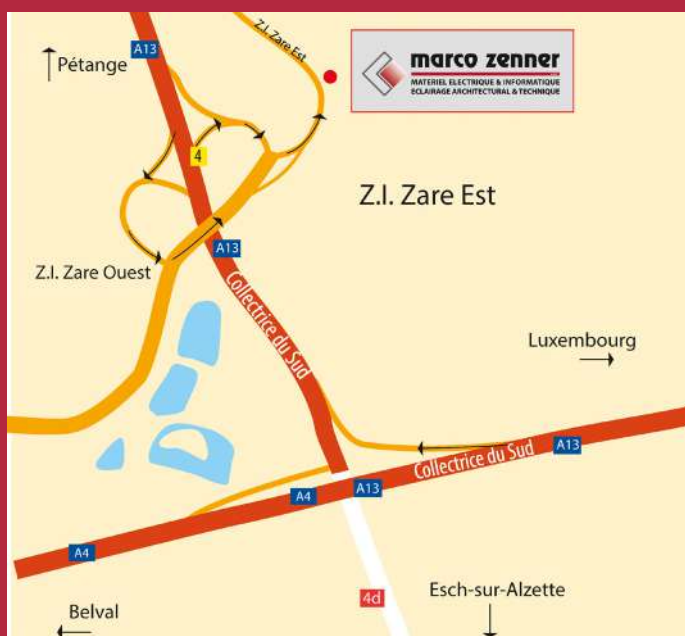 A13
Z.I. Zare Est
Pétange
marco zenner
MATERIEL ELECTRIQUE & INFORMATIQUE
ECLAIRAGE ARCHITECTURAL & TECHNIQUE
4
Z.I. Zare Est
A13
Z.I. Zare Ouest
Collectrice du Sud
Luxembourg
A13
Collectrice du Sud
A13
A4
A4
4d
Esch-sur-Alzette
Belval